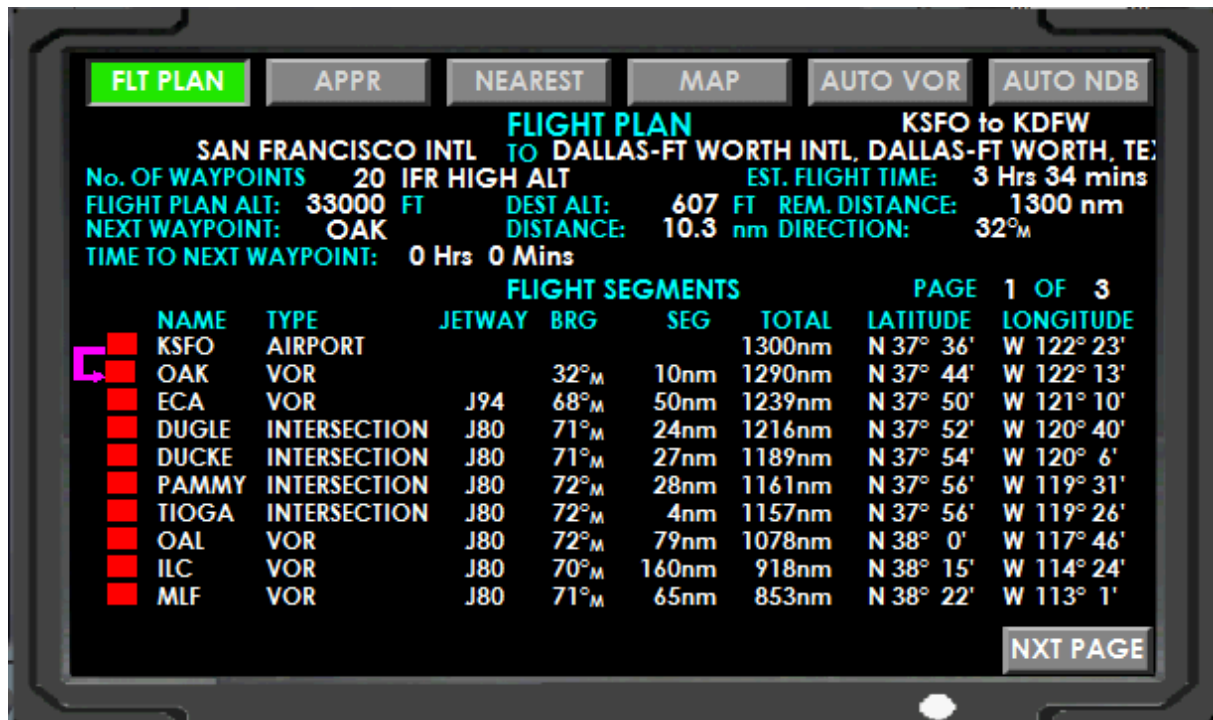 FLT PLAN APPR NEAREST MAP AUTO VOR AUTO NDB
FLIGHT PLAN KSFO to KDFW
SAN FRANCISCO INTL TO DALLAS-FT WORTH INTL, DALLAS-FT WORTH, TEX
No. OF WAYPOINTS 20 IFR HIGH ALT EST. FLIGHT TIME: 3 Hrs 34 mins
FLIGHT PLAN ALT: 33000 FT DEST ALT: 607 FT REM. DISTANCE: 1300 nm
NEXT WAYPOINT: OAK DISTANCE: 10.3 nm DIRECTION: 32°M
TIME TO NEXT WAYPOINT: 0 Hrs 0 Mins
FLIGHT SEGMENTS PAGE 1 OF 3
NAME TYPE JETWAY BRG SEG TOTAL LATITUDE LONGITUDE
KSFO AIRPORT 1300nm N 37° 36' W 122° 23'
OAK VOR 32°M 10nm 1290nm N 37° 44' W 122° 13'
ECA VOR J94 68°M 50nm 1239nm N 37° 50' W 121° 10'
DUGLE INTERSECTION J80 71°M 24nm 1216nm N 37° 52' W 120° 40'
DUCKE INTERSECTION J80 71°M 27nm 1189nm N 37° 54' W 120° 6'
PAMMY INTERSECTION J80 72°M 28nm 1161nm N 37° 56' W 119° 31'
TIOGA INTERSECTION J80 72°M 4nm 1157nm N 37° 56' W 119° 26'
OAL VOR J80 72°M 79nm 1078nm N 38° 0' W 117° 46'
ILC VOR J80 70°M 160nm 918nm N 38° 15' W 114° 24'
MLF VOR J80 71°M 65nm 853nm N 38° 22' W 113° 1'
NXT PAGE